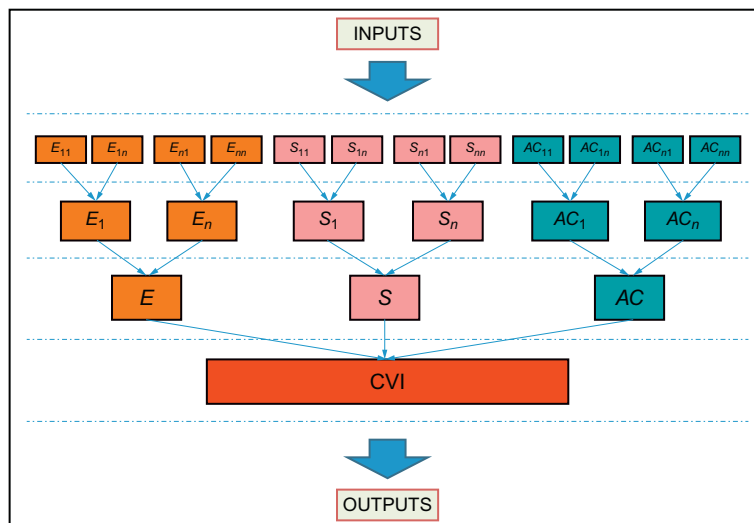 INPUTS
E11 E1n En1 Enn S11 S1n Sn1 Snn AC11 AC1n ACn1 ACnn
E1 En S1 Sn AC1 ACn
E S AC
CVI
OUTPUTS